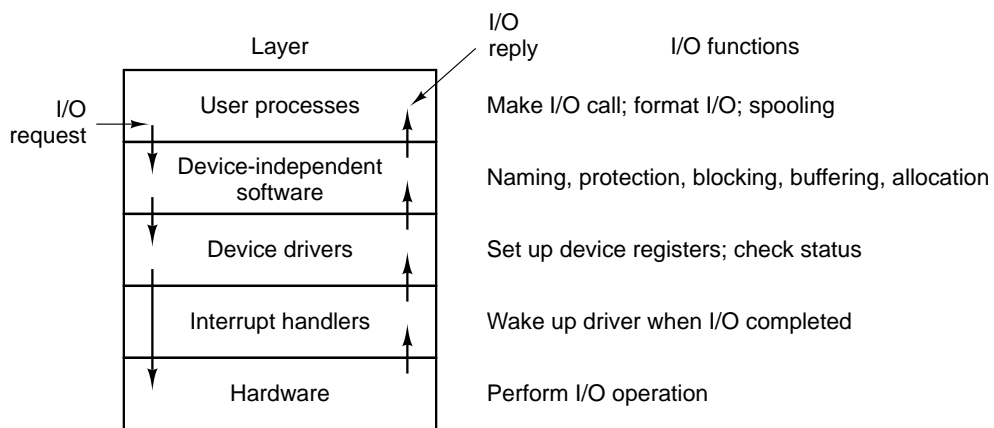 I/O
reply
Layer
I/O functions
I/O
request
User processes
Make I/O call; format I/O; spooling
Device-independent
software
Naming, protection, blocking, buffering, allocation
Device drivers
Set up device registers; check status
Interrupt handlers
Wake up driver when I/O completed
Hardware
Perform I/O operation